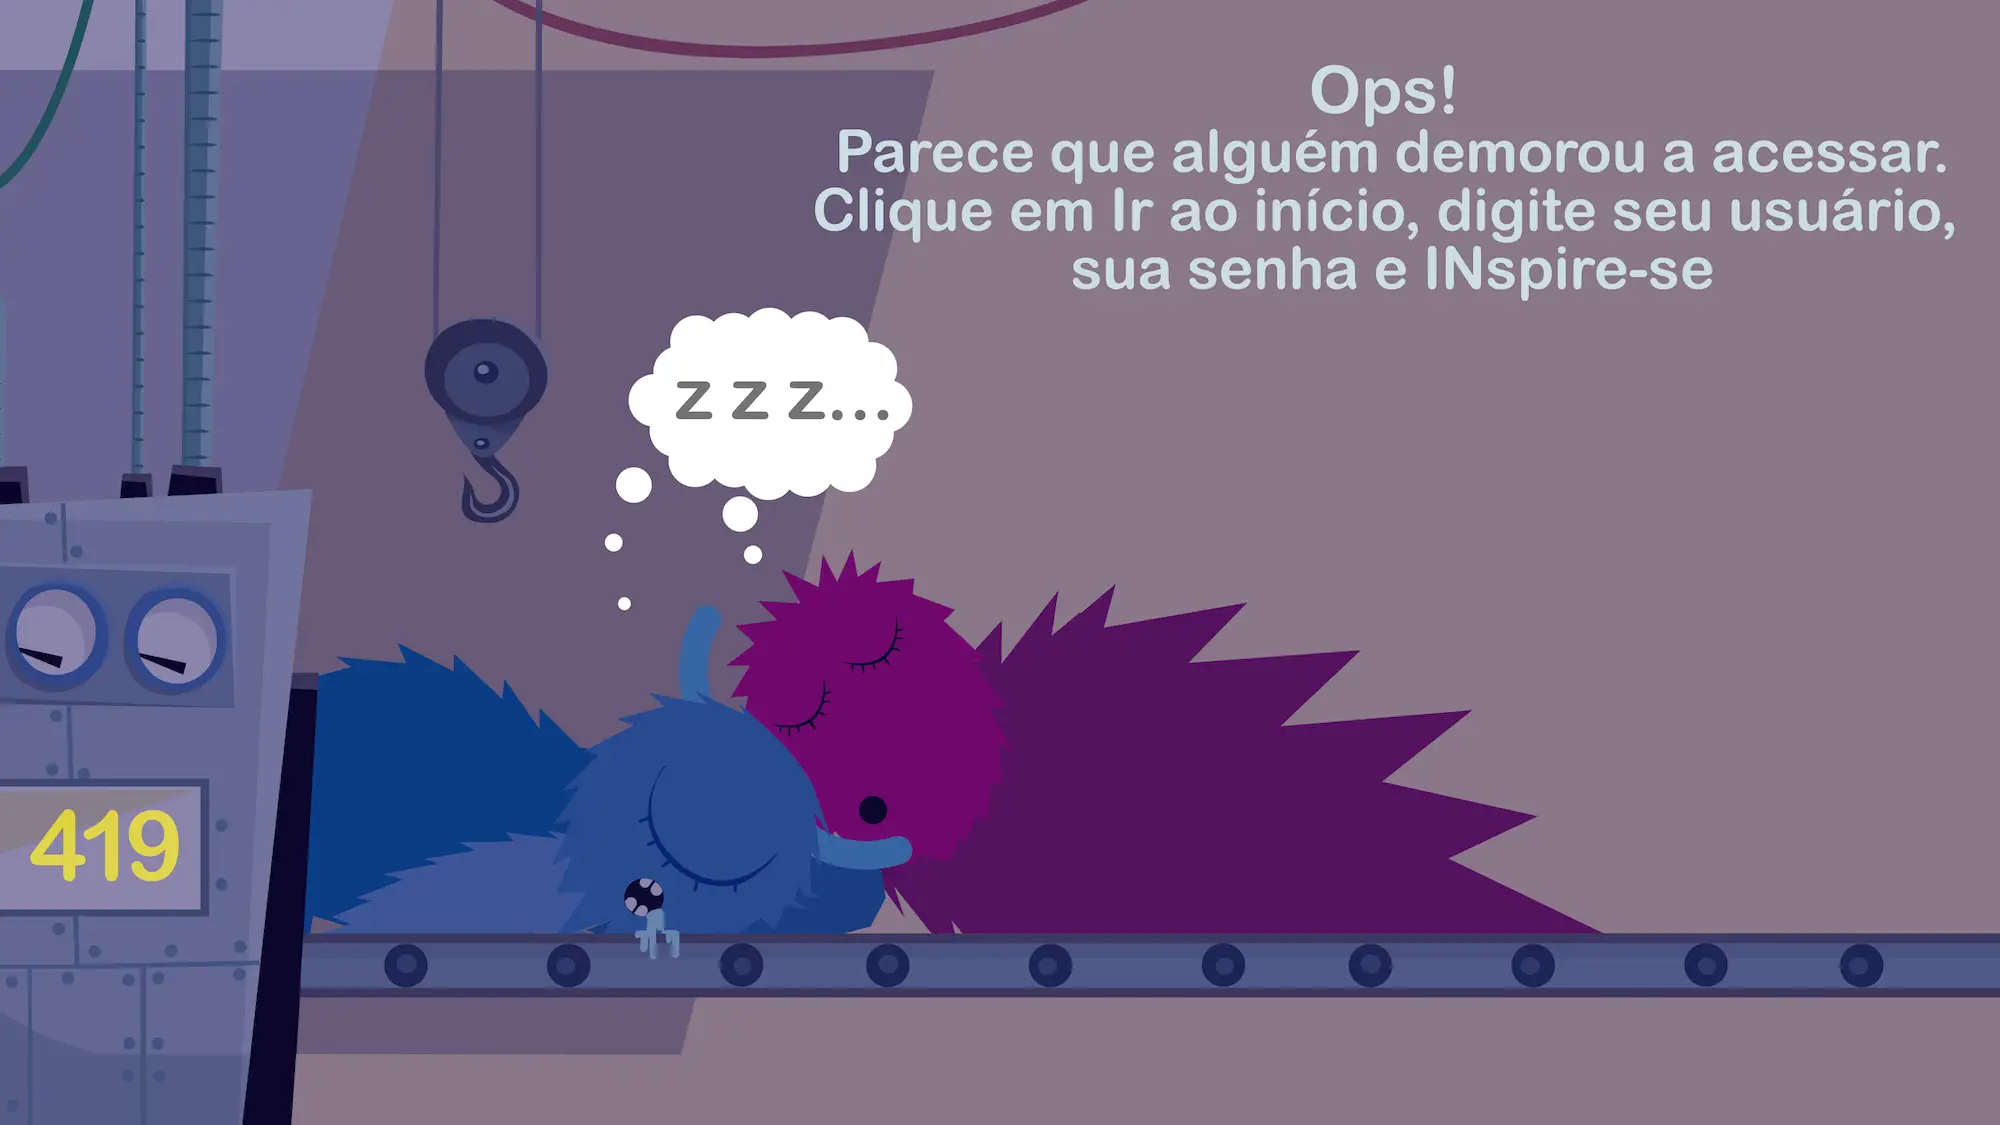 Ops!
Parece que alguém demorou a acessar.
Clique em Ir ao início, digite seu usuário,
sua senha e INspire-se
z z z...
419